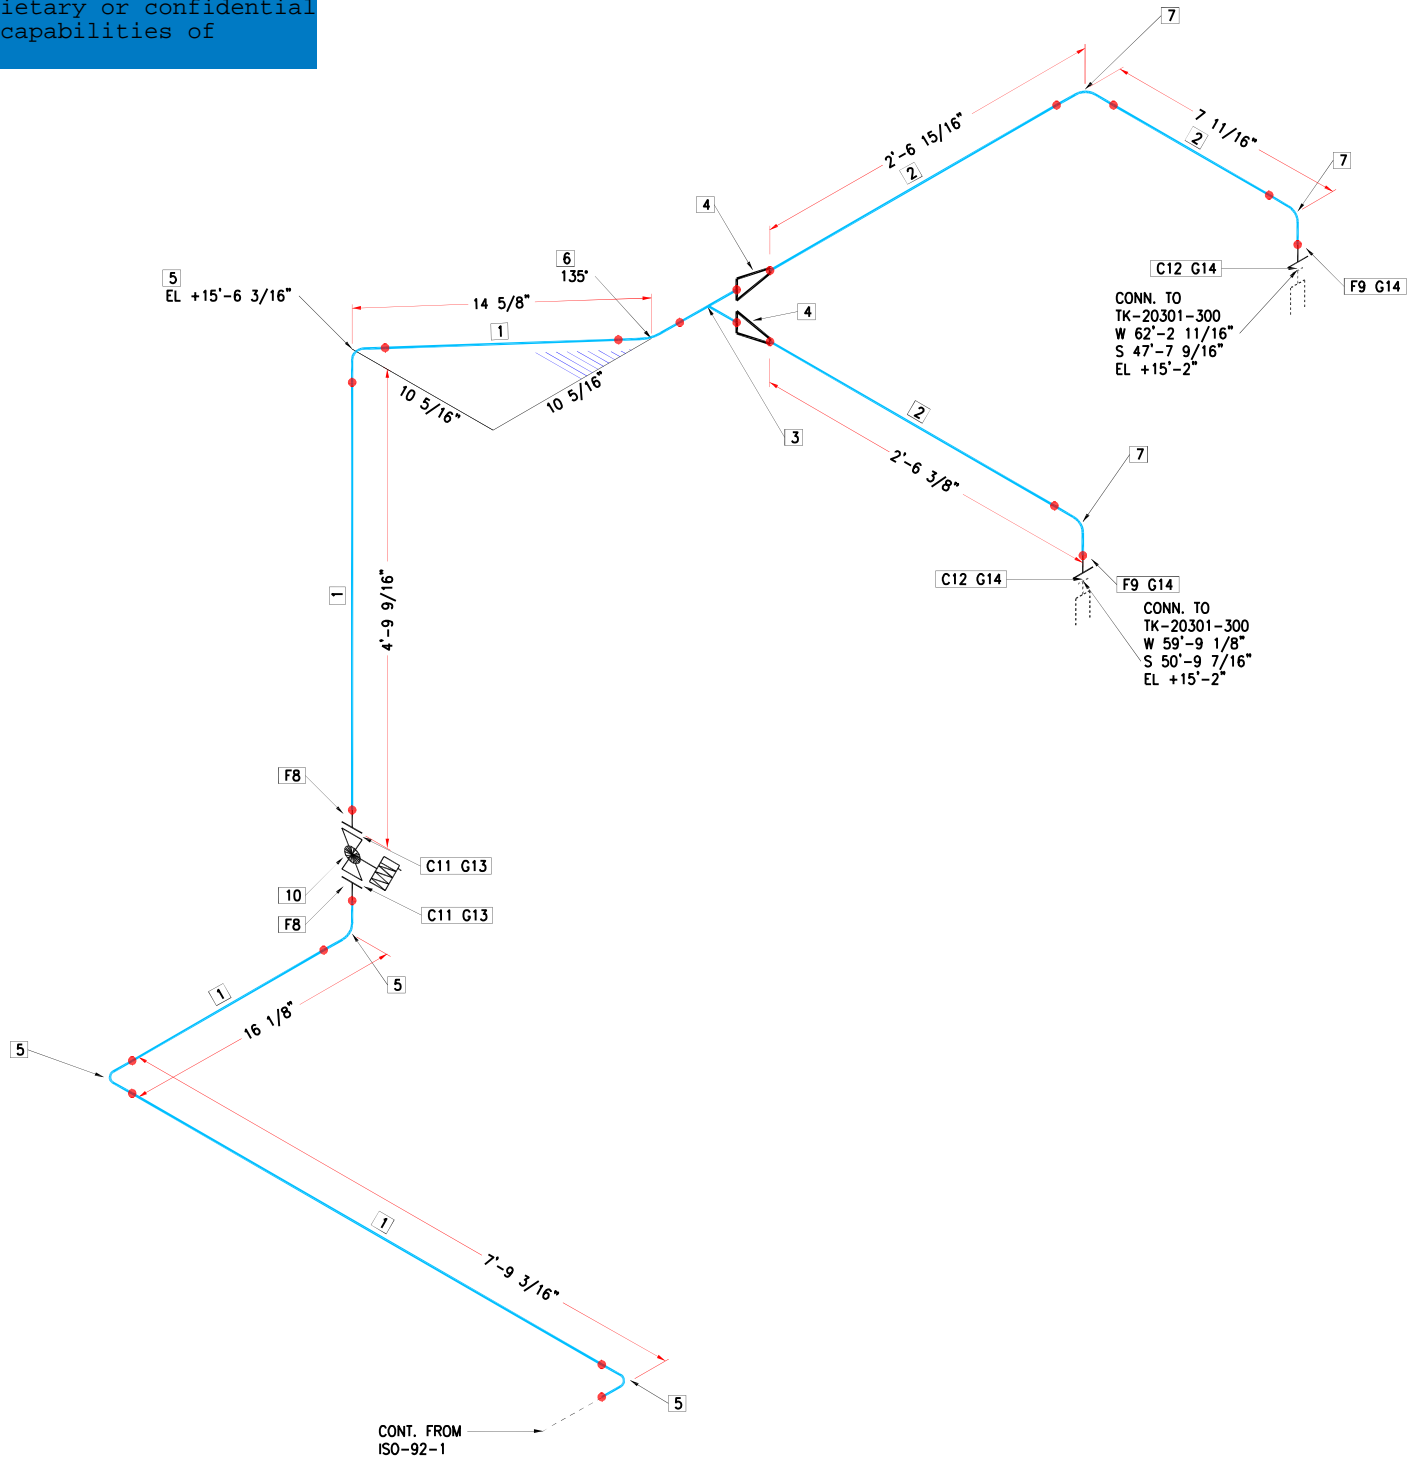 ietary or confidential
capabilities of
7
2'-6 15/16"
2
7 11/16"
2
7
4
C12 G14
F9 G14
CONN. TO
TK-20301-300
W 62'-2 11/16"
S 47'-7 9/16"
EL +15'-2"
5
EL +15'-6 3/16"
6
135°
14 5/8"
1
4
10 5/16"
10 5/16"
3
2
2'-6 3/8"
7
C12 G14
F9 G14
CONN. TO
TK-20301-300
W 59'-9 1/8"
S 50'-9 7/16"
EL +15'-2"
1
4'-9 9/16"
F8
C11 G13
10
F8
C11 G13
5
1
16 1/8"
5
1
7'-9 3/16"
5
CONT. FROM
ISO-92-1